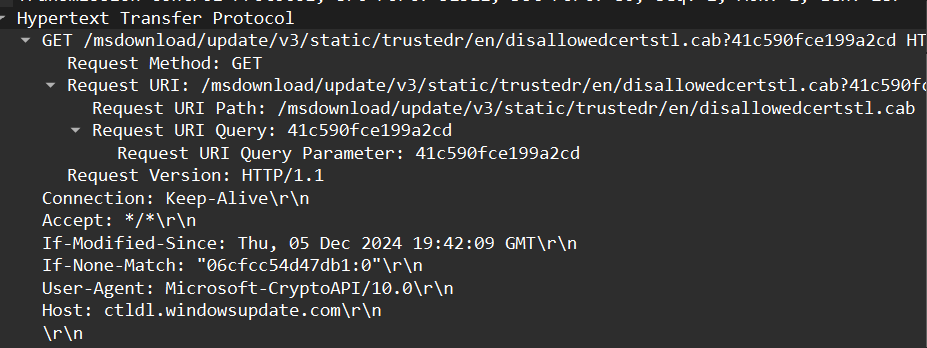 Hypertext Transfer Protocol
GET /msdownload/update/v3/static/trustedr/en/disallowedcertstl.cab?41c590fce199a2cd HT
Request Method: GET
Request URI: /msdownload/update/v3/static/trustedr/en/disallowedcertstl.cab?41c590f
Request URI Path: /msdownload/update/v3/static/trustedr/en/disallowedcertstl.cab
Request URI Query: 41c590fce199a2cd
Request URI Query Parameter: 41c590fce199a2cd
Request Version: HTTP/1.1
Connection: Keep-Alive\r\n
Accept: */*\r\n
If-Modified-Since: Thu, 05 Dec 2024 19:42:09 GMT\r\n
If-None-Match: "06cfcc54d47db1:0"\r\n
User-Agent: Microsoft-CryptoAPI/10.0\r\n
Host: ctldl.windowsupdate.com\r\n
\r\n